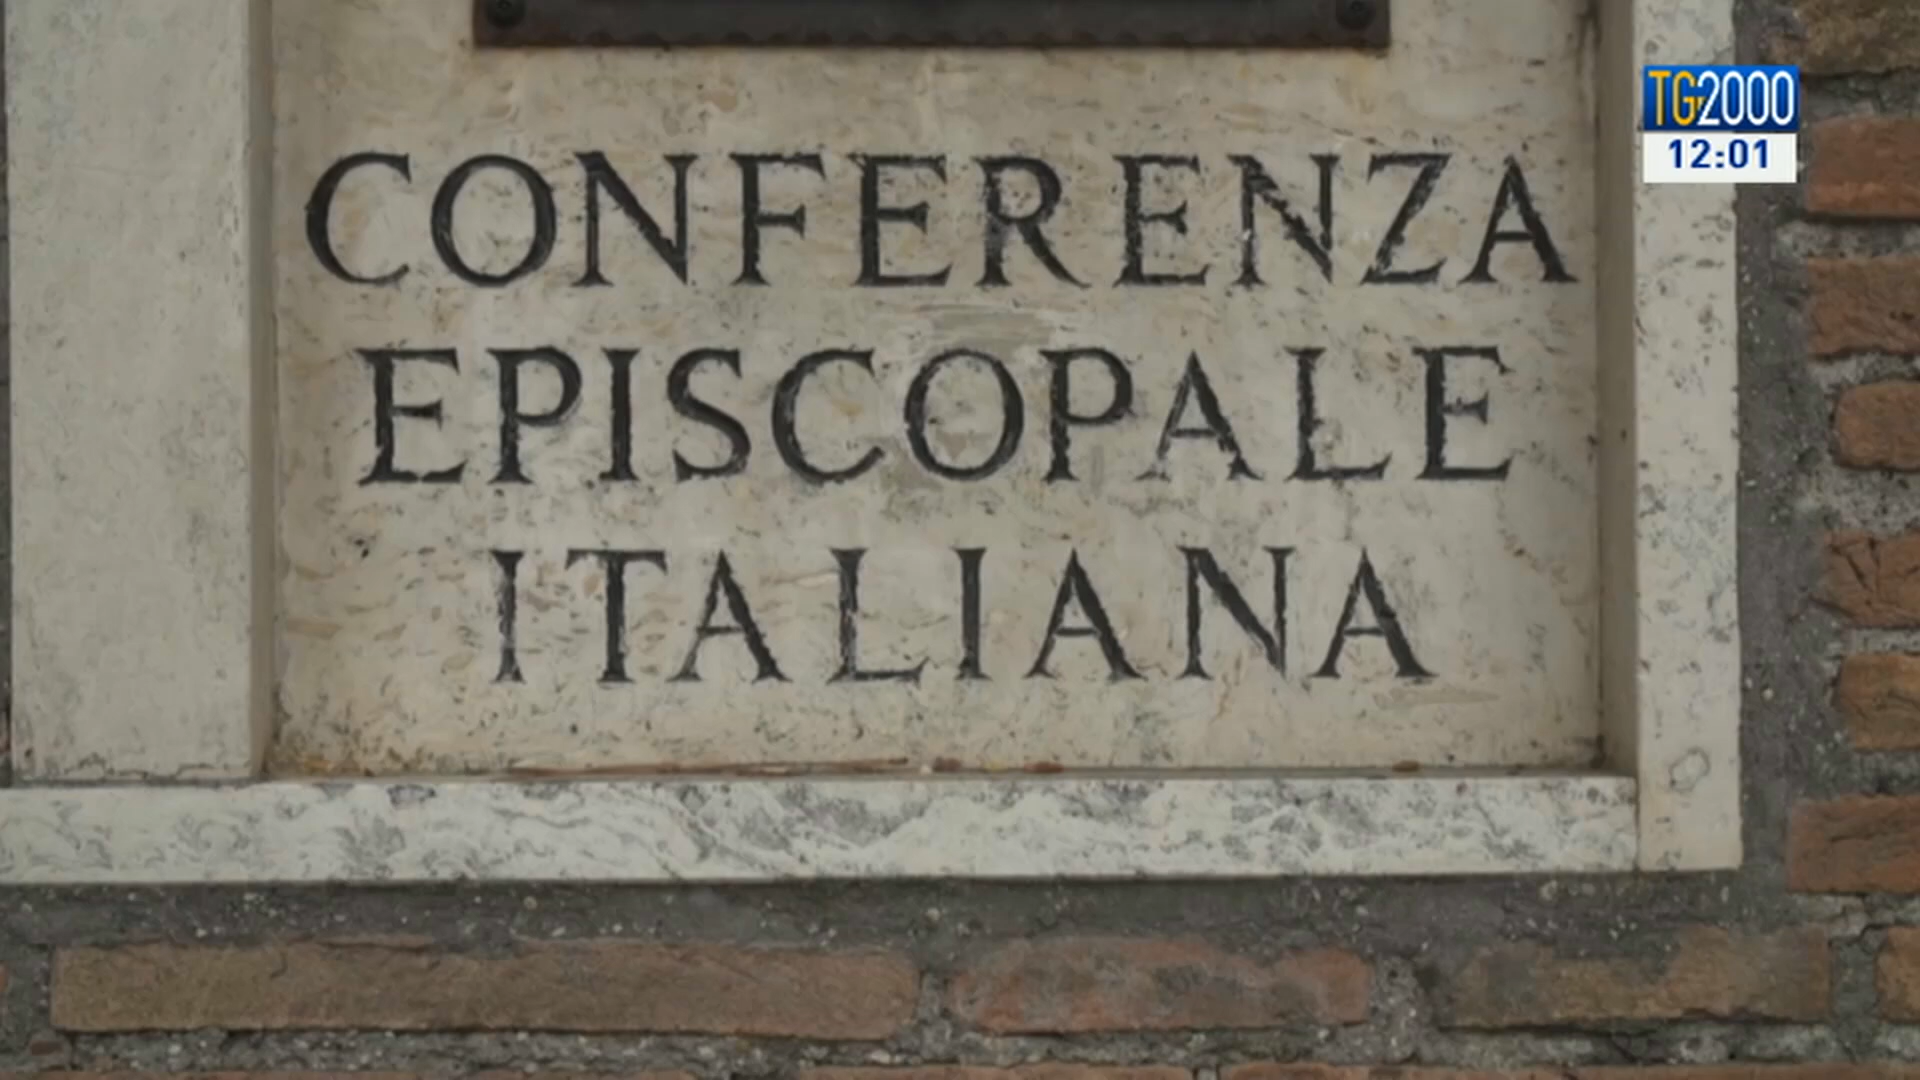 TG2000
12:01
CONFERENZA
EPISCOPALE
ITALIANA